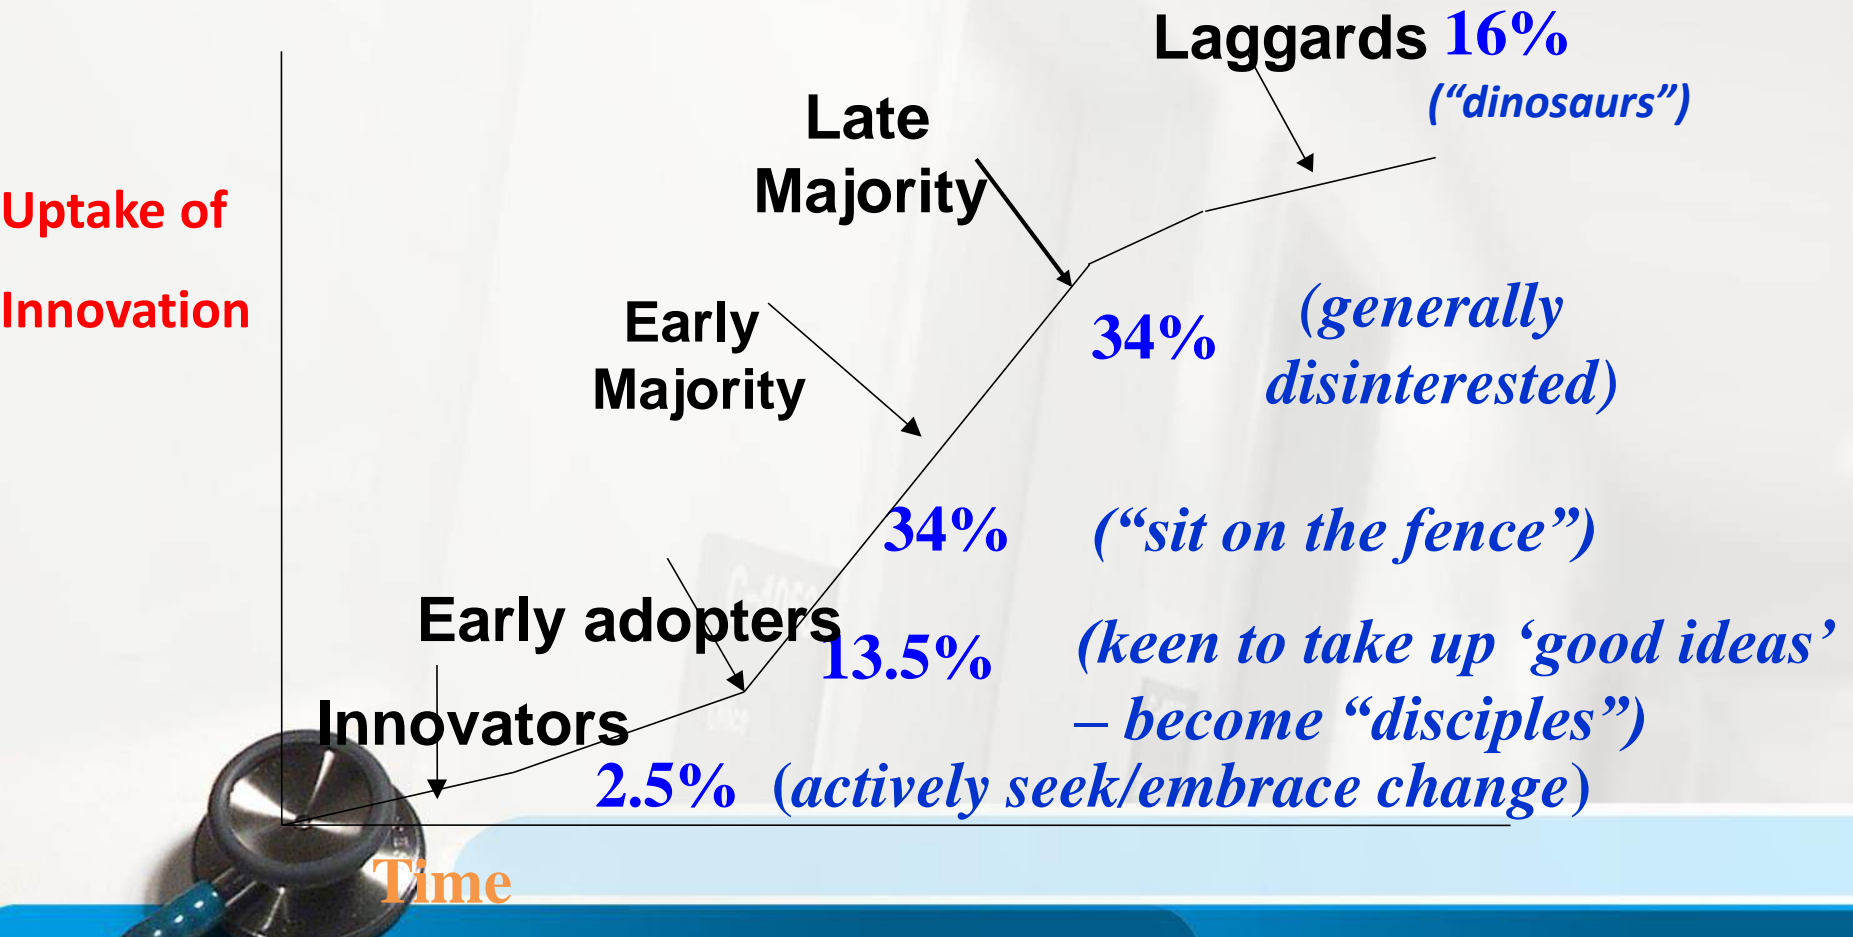 Laggards 16%
(“dinosaurs”)
Late
Majority
Uptake of
Innovation
Early
Majority
34%
(generally
disinterested)
34% (“sit on the fence”)
Early adopters
13.5%
(keen to take up ‘good ideas’
– become “disciples”)
Innovators
2.5% (actively seek/embrace change)
Time